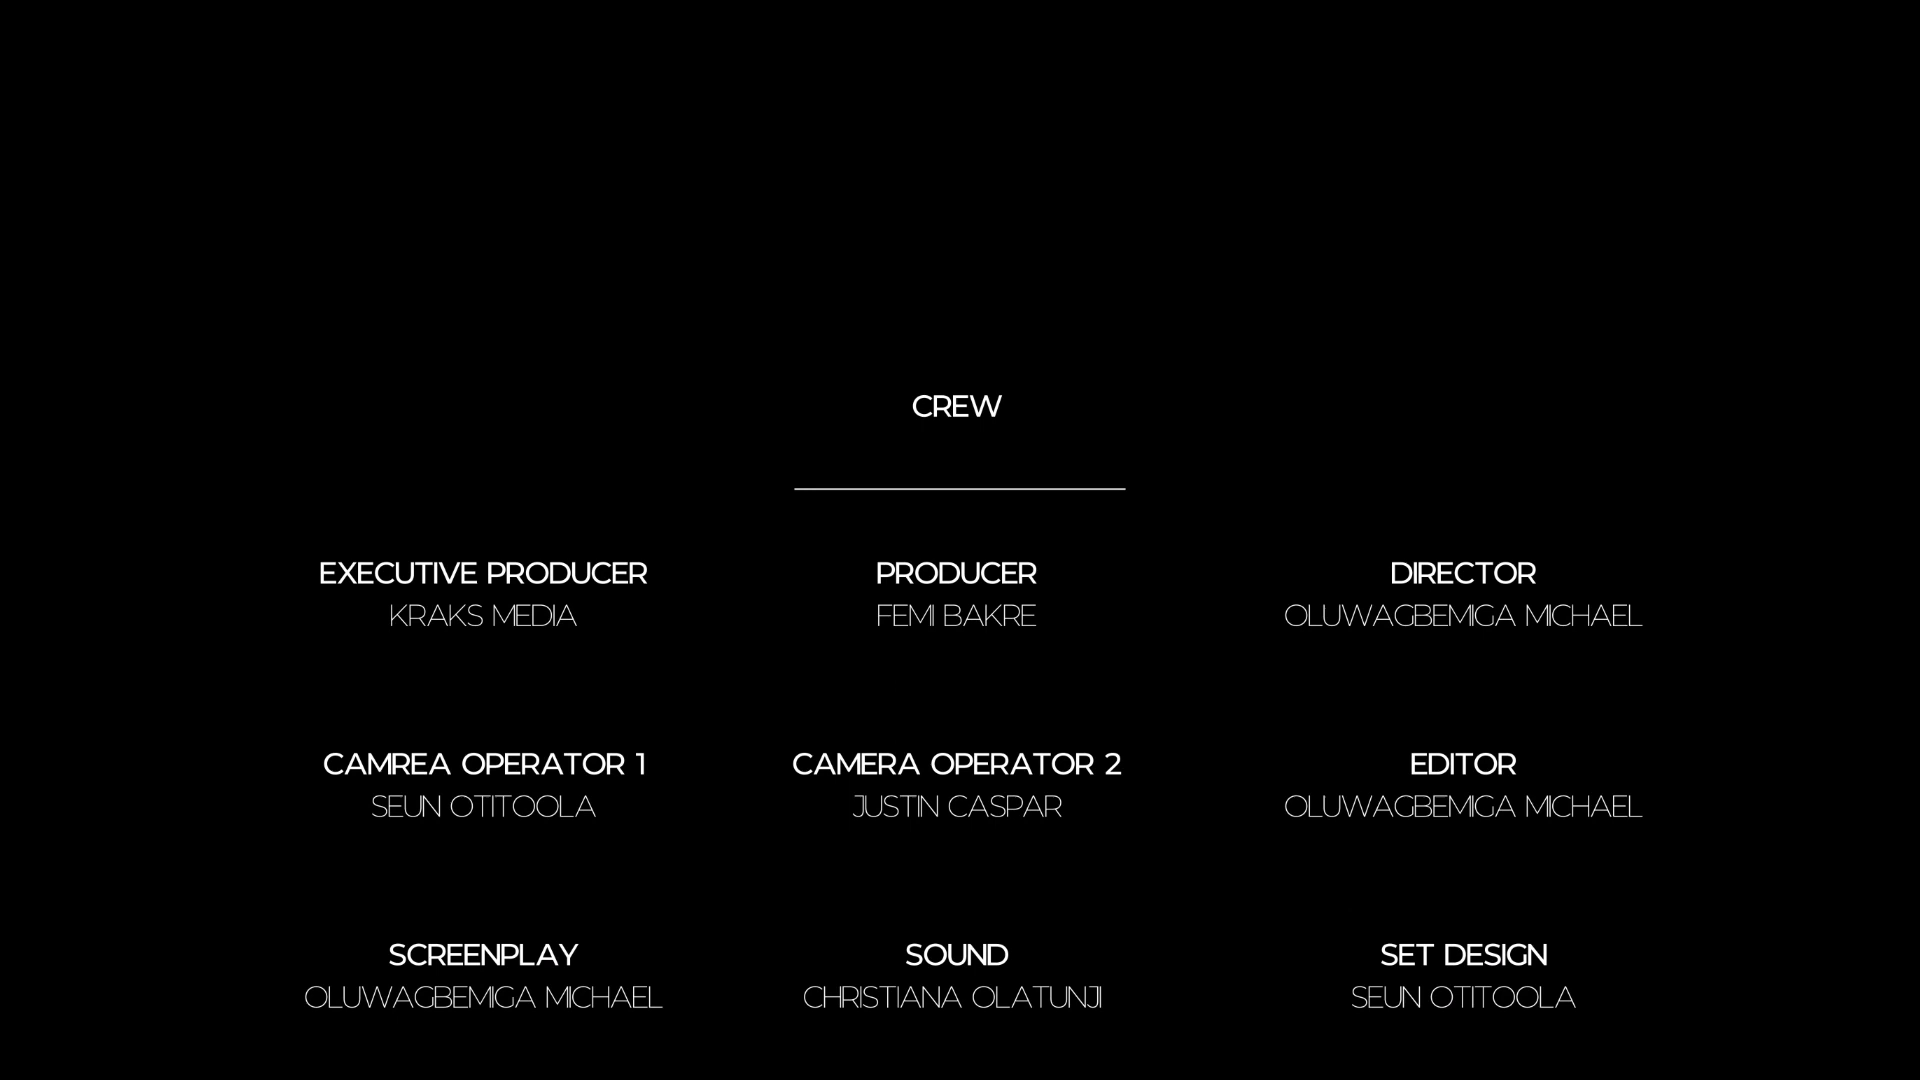 CREW
EXECUTIVE PRODUCER
KRAKS MEDIA
PRODUCER
FEMI BAKRE
DIRECTOR
OLUWAGBEMIGA MICHAEL
CAMREA OPERATOR 1
SEUN OTITOOLA
CAMERA OPERATOR 2
JUSTIN CASPAR
EDITOR
OLUWAGBEMIGA MICHAEL
SCREENPLAY
OLUWAGBEMIGA MICHAEL
SOUND
CHRISTIANA OLATUNJI
SET DESIGN
SEUN OTITOOLA